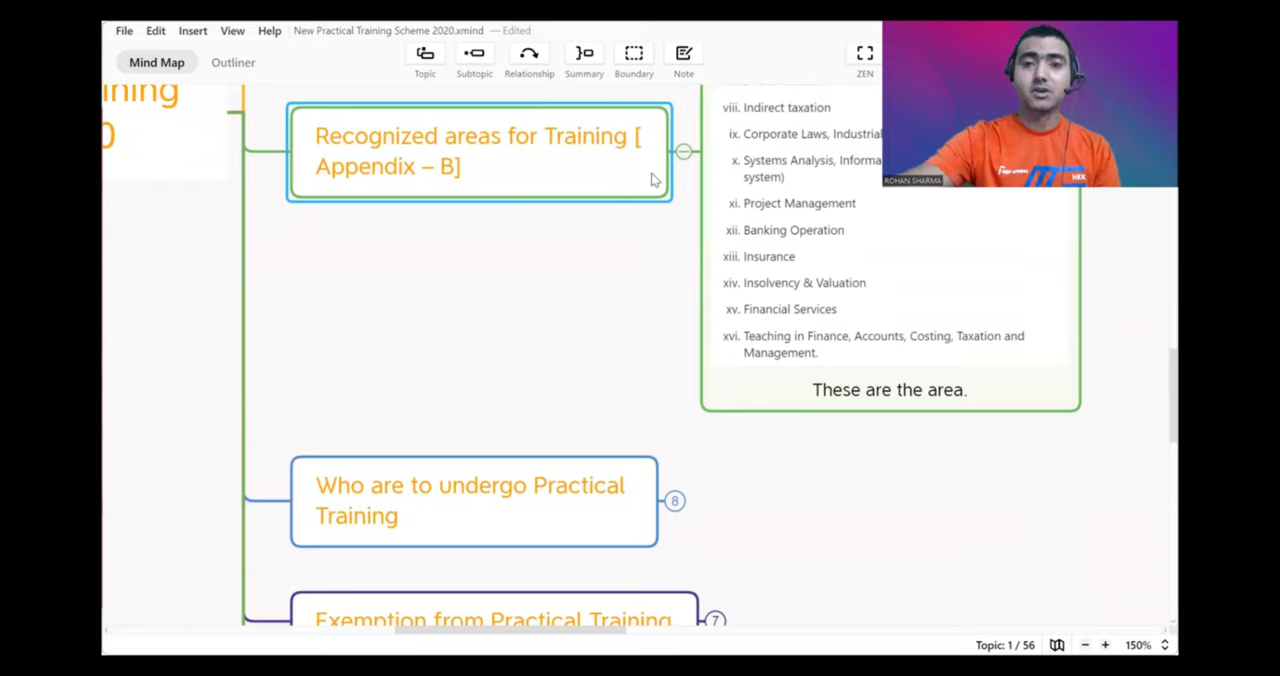 File Edit Insert View Help New Practical Training Scheme 2020.xmind — Edited
Mind Map Outliner
Topic Subtopic Relationship Summary Boundary Note ZEN
ining
Recognized areas for Training [
Appendix – B]
viii. Indirect taxation
ix. Corporate Laws, Industrial
x. Systems Analysis, Informa
system)
xi. Project Management
xii. Banking Operation
xiii. Insurance
xiv. Insolvency & Valuation
xv. Financial Services
xvi. Teaching in Finance, Accounts, Costing, Taxation and
Management.
These are the area.
ROHAN SHARMA
HRX
Who are to undergo Practical
Training
8
Exemption from Practical Training
7
Topic: 1 / 56
150%